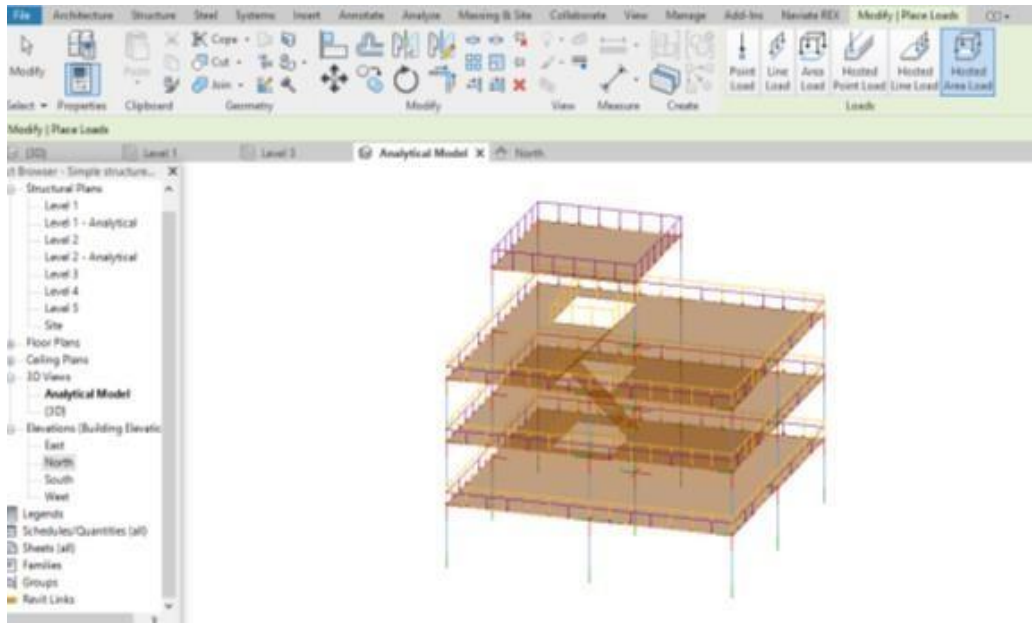 File Architecture Structure Steel Systems Insert Annotate Analyze Massing & Site Collaborate View Manage Add-Ins Naviate REX Modify | Place Loads
Modify
Paste
Cope
Cut
Join
Point Load
Line Load
Area Load
Hosted Point Load
Hosted Line Load
Hosted Area Load
Select Properties Clipboard Geometry Modify View Measure Create Loads
Modify | Place Loads
(3D) Level 1 Level 3 Analytical Model X North
Browser - Simple structure... X
Structural Plans
Level 1
Level 1 - Analytical
Level 2
Level 2 - Analytical
Level 3
Level 4
Level 5
Site
Floor Plans
Ceiling Plans
3D Views
Analytical Model
(3D)
Elevations (Building Elevatic
East
North
South
West
Legends
Schedules/Quantities (all)
Sheets (all)
Families
Groups
Revit Links